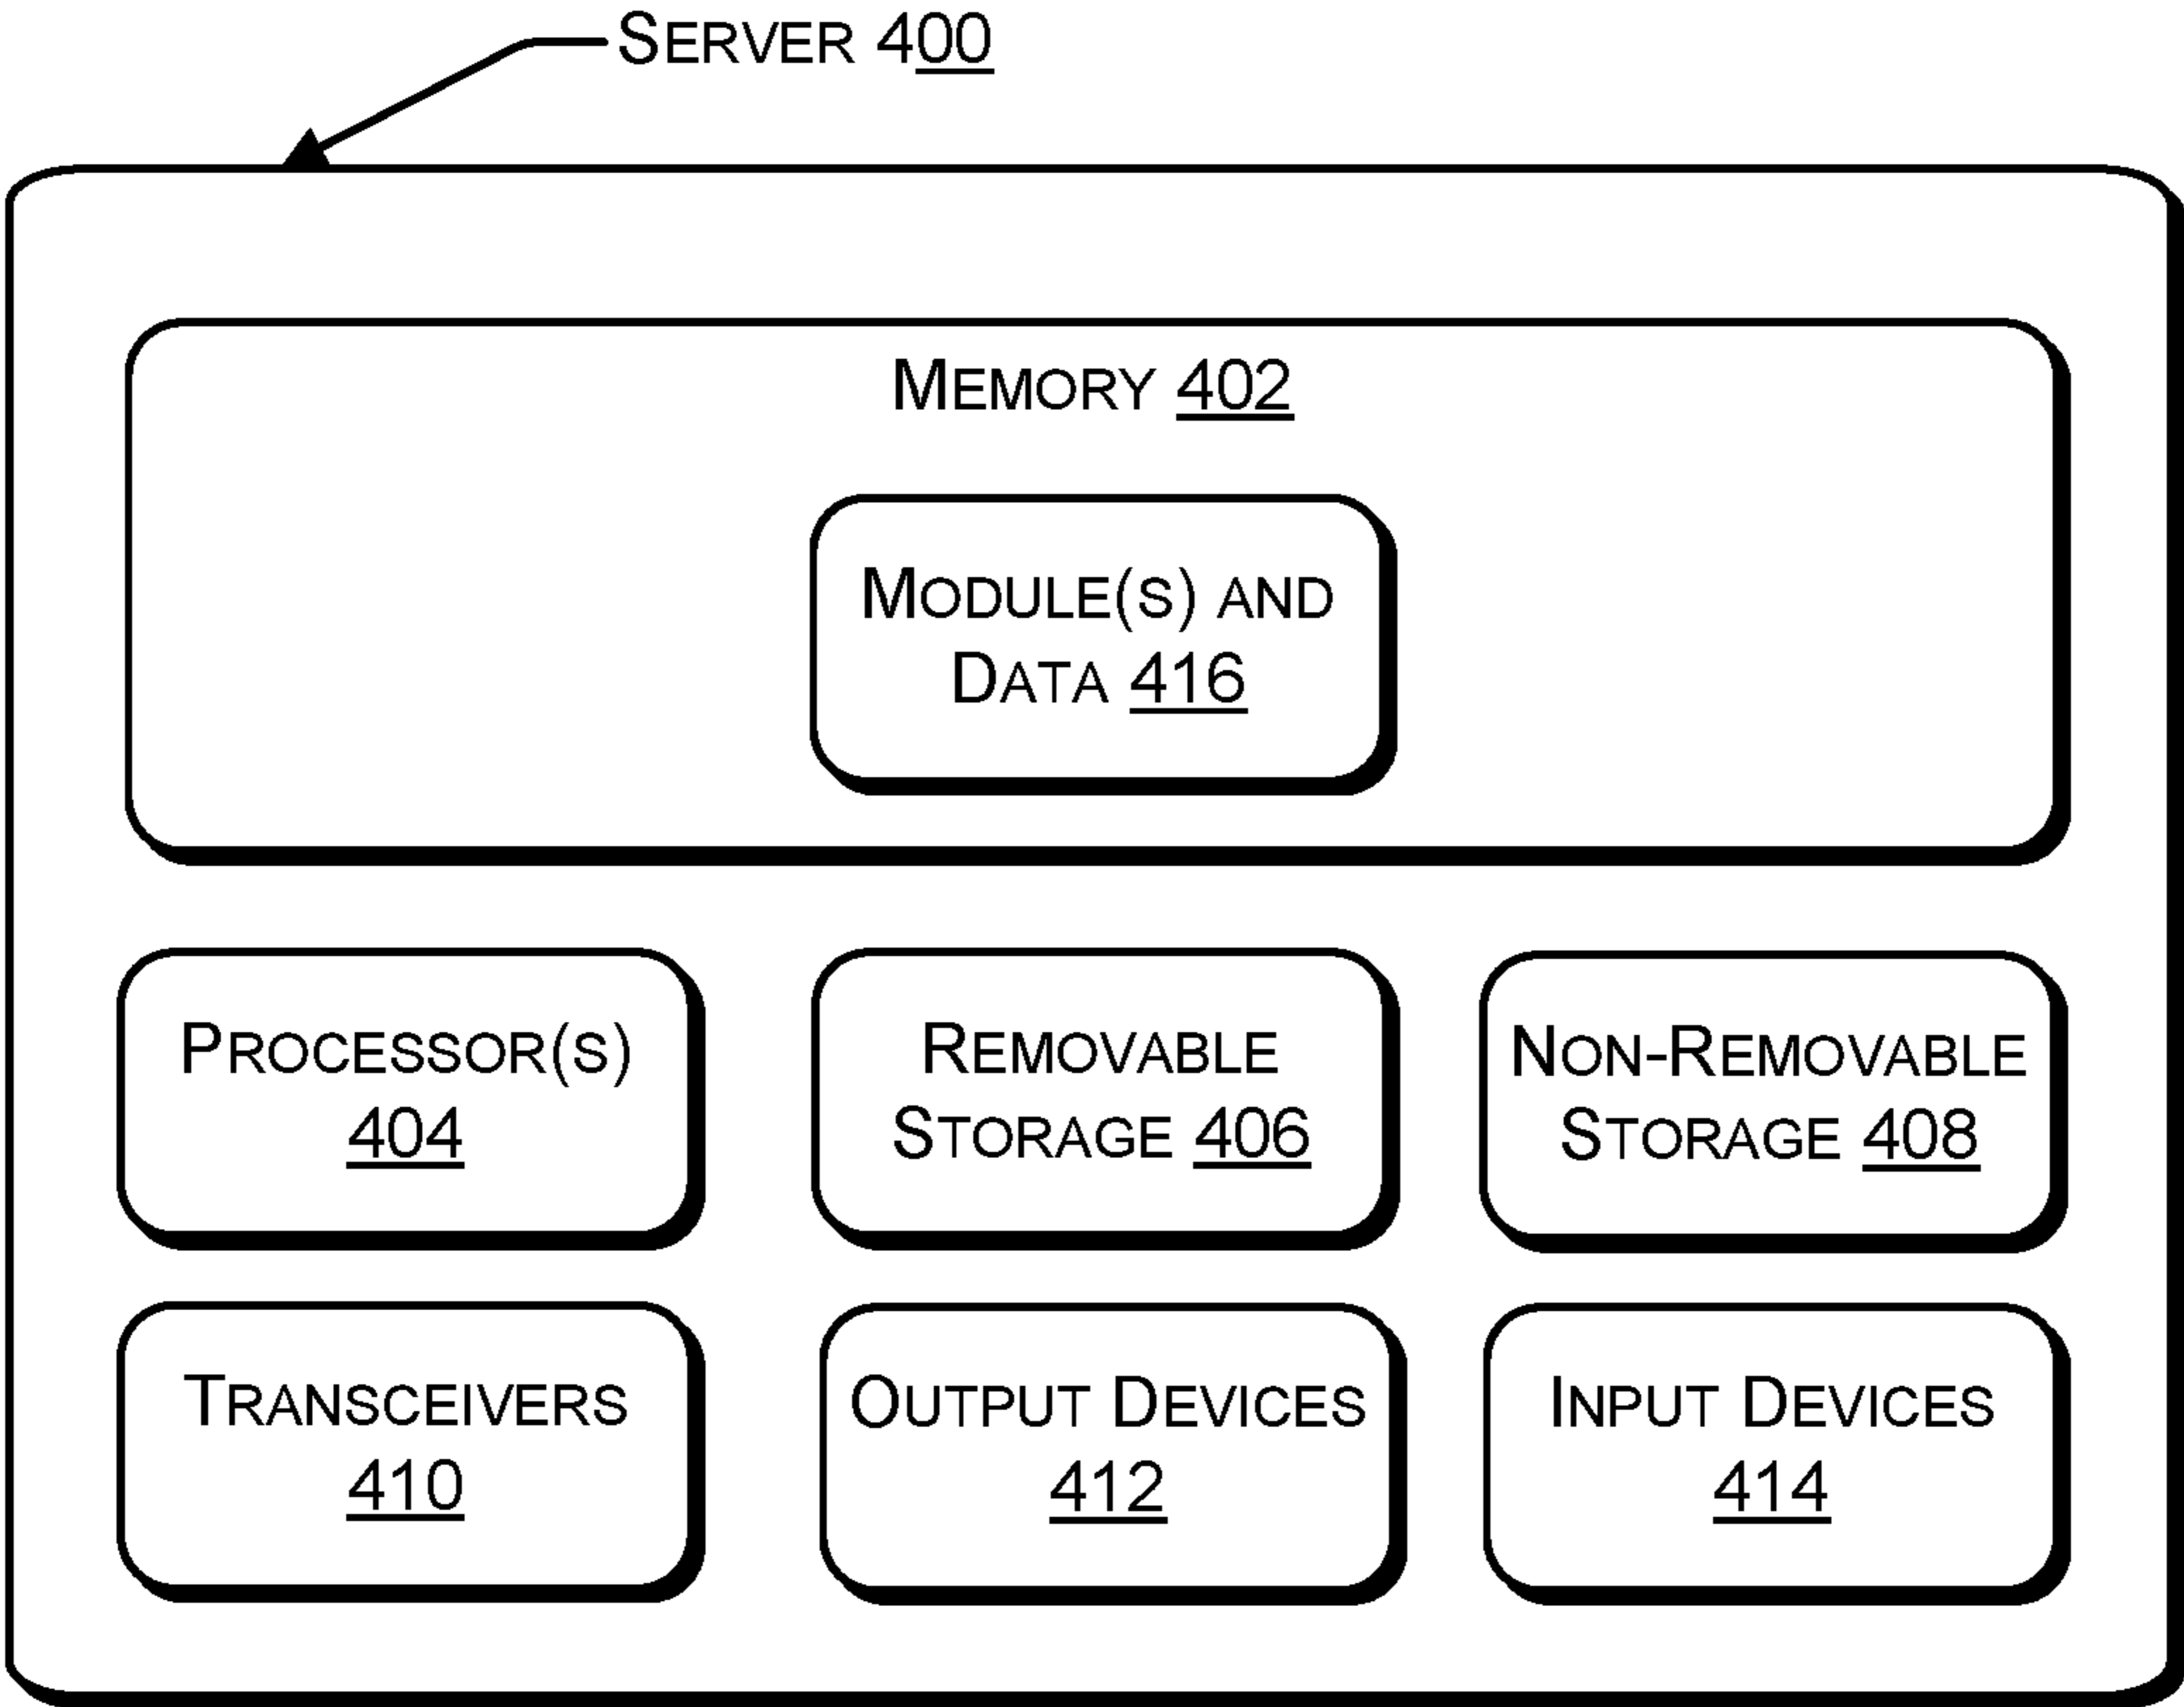 SERVER 400
MEMORY 402
MODULE(S) AND
DATA 416
PROCESSOR(S)
404
REMOVABLE
STORAGE 406
NON-REMOVABLE
STORAGE 408
TRANSCEIVERS
410
OUTPUT DEVICES
412
INPUT DEVICES
414